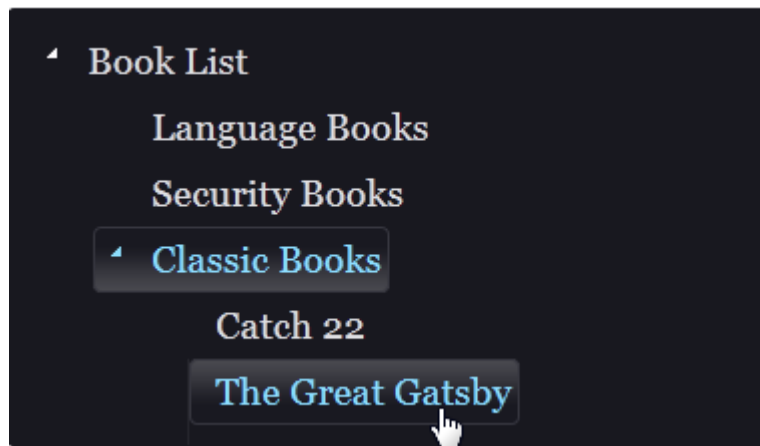 Book List
Language Books
Security Books
Classic Books
Catch 22
The Great Gatsby